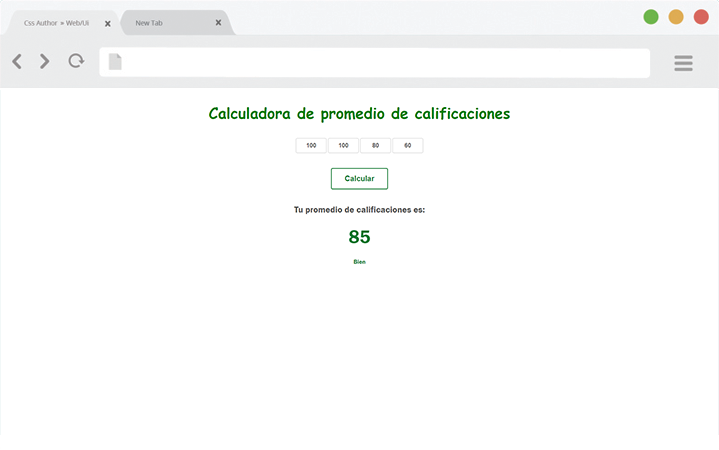 Css Author » Web/Ui
New Tab
Calculadora de promedio de calificaciones
100 100 80 60
Calcular
Tu promedio de calificaciones es:
85
Bien